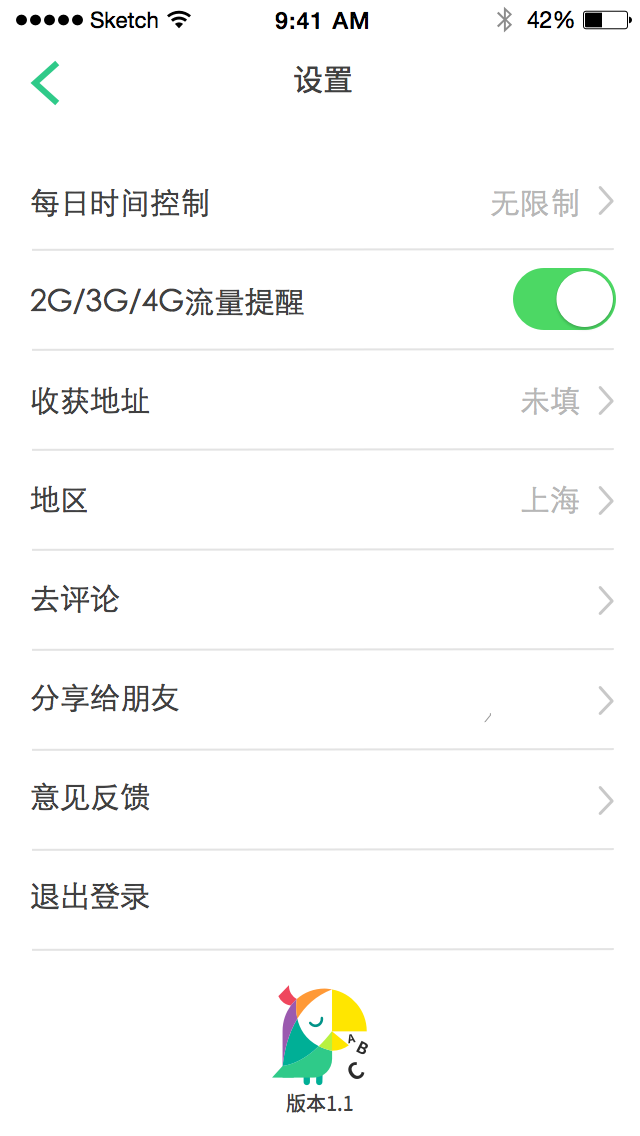 Sketch 9:41 AM 42%
设置
每日时间控制 无限制
2G/3G/4G流量提醒
收获地址 未填
地区 上海
去评论
分享给朋友
意见反馈
退出登录
A
B
C
版本1.1